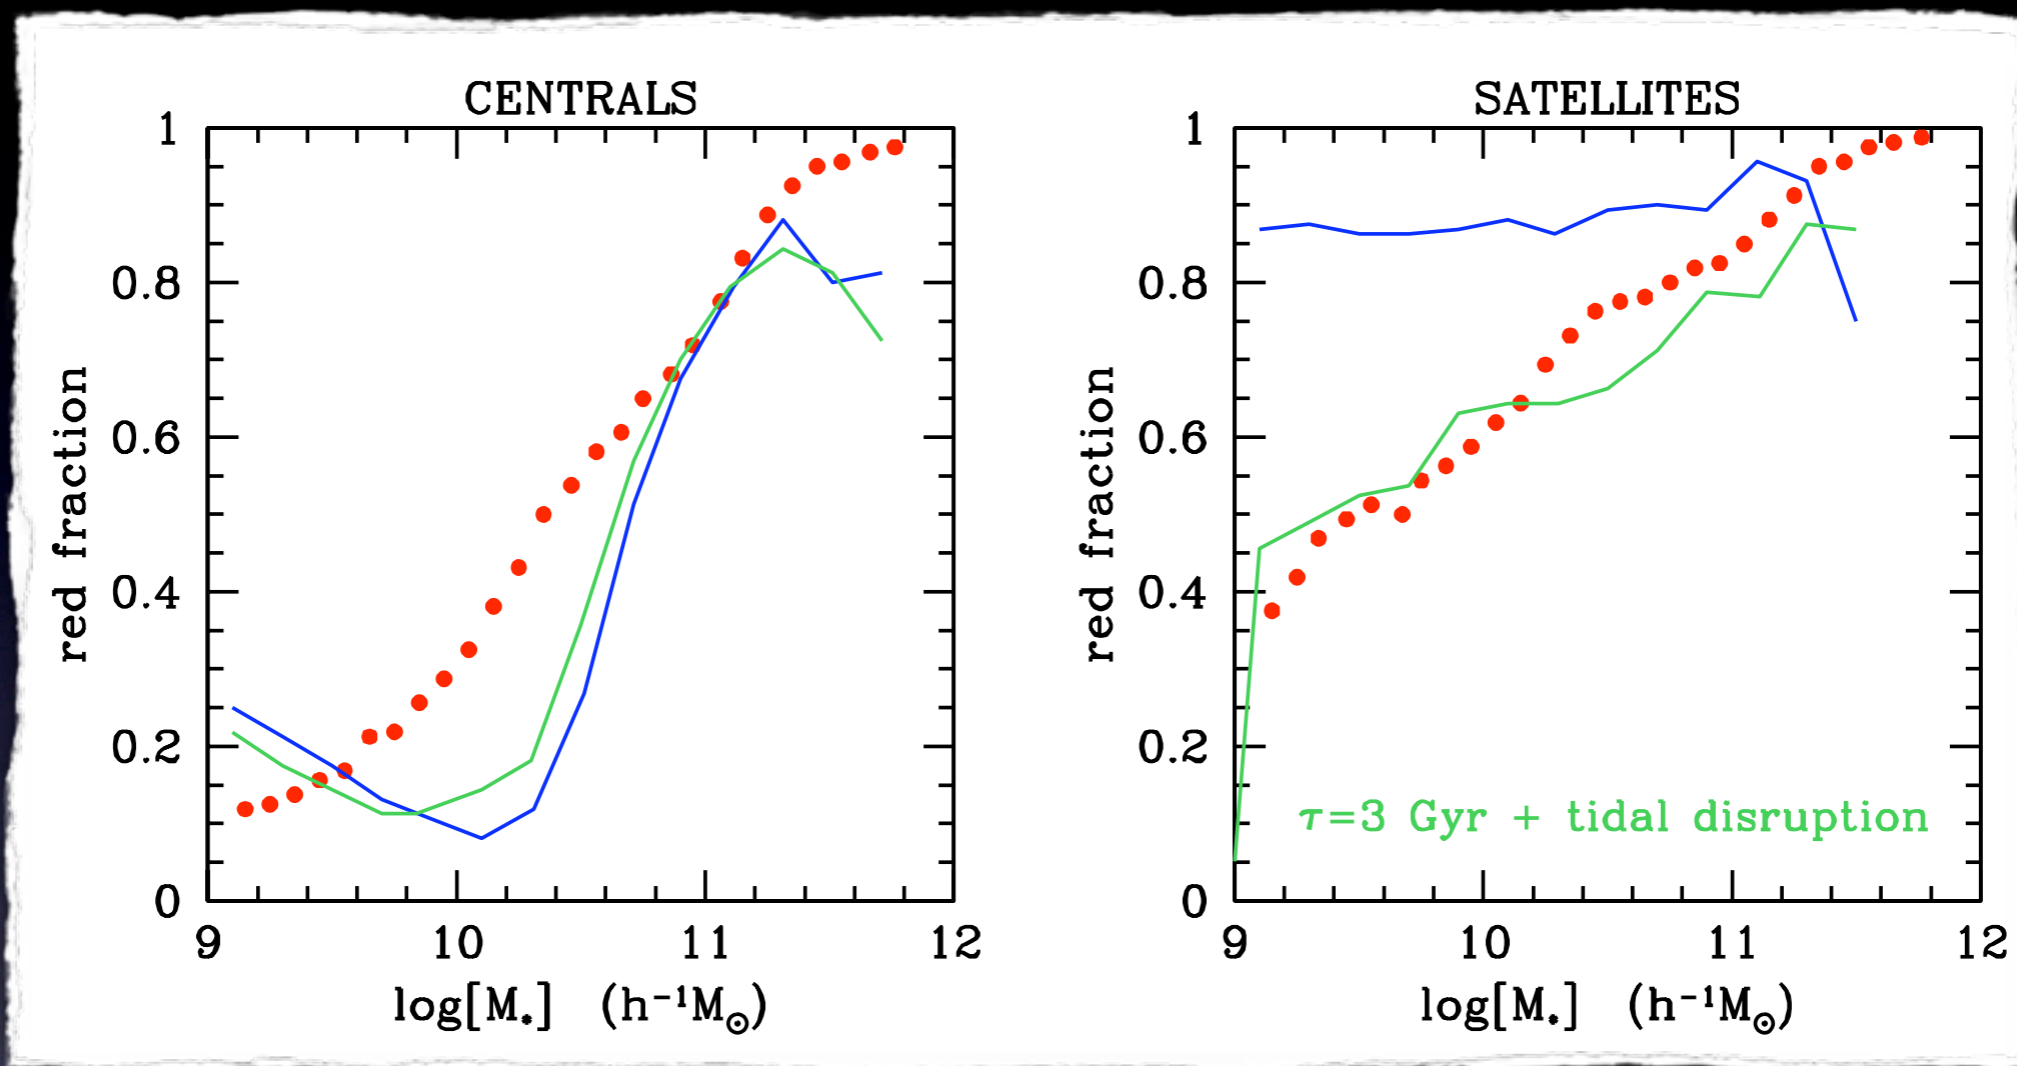 CENTRALS
1
0.8
0.6
0.4
0.2
0
9 10 11 12
red fraction
log[M*] (h⁻¹M⊙)
SATELLITES
1
0.8
0.6
0.4
0.2
0
9 10 11 12
red fraction
τ=3 Gyr + tidal disruption
log[M*] (h⁻¹M⊙)